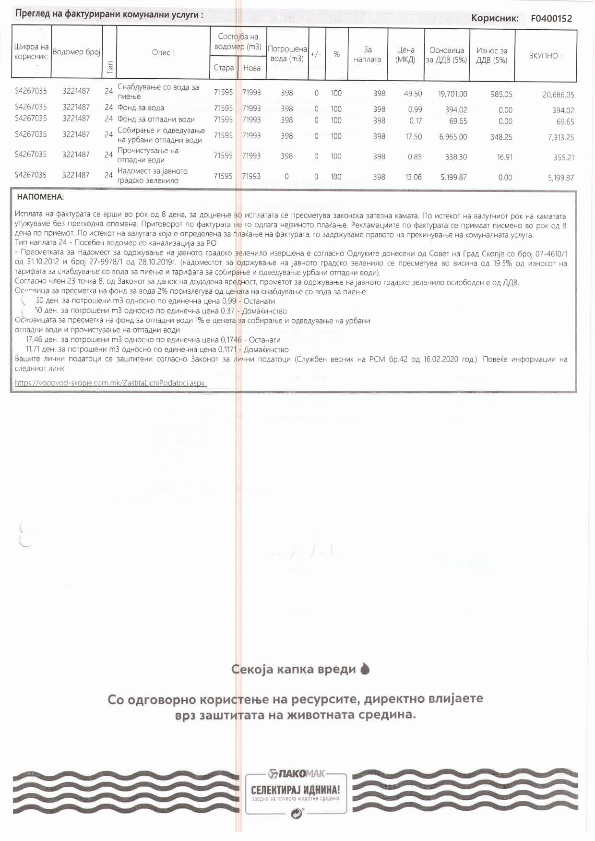 Преглед на фактурирани комунални услуги :
Корисник: F0400152
Шифра на корисник Водомер број Тип Опис : Состојба на водомер (m3) Стара Нова Потрошена вода (m3) +/- % За наплата Цена (МКД) Основица за ДДВ (5%) Износ за ДДВ (5%) ВКУПНО :
54267035 3221487 24 Снабдување со вода за пиење 71595 71993 398 0 100 398 49.50 19,701.00 985.05 20,686.05
54267035 3221487 24 Фонд за вода 71595 71993 398 0 100 398 0.99 394.02 0.00 394.02
54267035 3221487 24 Фонд за отпадни води 71595 71993 398 0 100 398 0.17 69.65 0.00 69.65
54267035 3221487 24 Собирање и одведување на урбани отпадни води 71595 71993 398 0 100 398 17.50 6,965.00 348.25 7,313.25
54267035 3221487 24 Прочистување на отпадни води 71595 71993 398 0 100 398 0.85 338.30 16.91 355.21
54267035 3221487 24 Надомест за јавното градско зеленило 71595 71993 0 0 100 398 13.06 5,199.87 0.00 5,199.87
НАПОМЕНА:
Исплата на фактурата се врши во рок од 8 дена, за доцнење во исплатата се пресметува законска затезна камата. По истекот на валутниот рок на каматата
утужуваме без претходна опомена. Приговорот по фактурата не го одлага нејзиното плаќање. Рекламациите по фактурата се примаат писмено во рок од 8
дена по приемот. По истекот на валутата која е определена за плаќање на фактурата, го задржуваме правото на прекинување на комуналната услуга.
Тип наплата 24 - Посебен водомер со канализација за РО
- Пресметката за Надомест за одржување на јавното градско зеленило извршена е согласно Одлуките донесени од Совет на Град Скопје со број 07-4610/1
од 31.10.2012 и број 27-9978/1 од 28.10.2019г. (надоместот за одржување на јавното градско зеленило се пресметува во висина од 19.5% од износот на
тарифата за снабдување со вода за пиење и тарифата за собирање и одведување урбани отпадни води).
Согласно член 23 точка 8, од Законот за данок на додадена вредност, прометот за одржување на јавното градско зеленило ослободен е од ДДВ.
Основица за пресметка на фонд за вода 2% произлегува од цената на снабдување со вода за пиење:
50 ден. за потрошени m3 односно по единечна цена 0,99 - Останати
50 ден. за потрошени m3 односно по единечна цена 0.37 - Домаќинство
Основицата за пресметка на фонд за отпадни води 1% е цената за собирање и одведување на урбани
отпадни води и прочистување на отпадни води
17,46 ден. за потрошени m3 односно по единечна цена 0,1746 - Останати
11,71 ден. за потрошени m3 односно по единечна цена 0,1171 - Домаќинство
Вашите лични податоци се заштитени согласно Законот за лични податоци (Службен весник на РСМ бр.42 од 16.02.2020 год.). Повеќе информации на
следниот линк
https://vodovod-skopje.com.mk/ZastitaLicniPodatoci.aspx
Секоја капка вреди
Со одговорно користење на ресурсите, директно влијаете
врз заштитата на животната средина.
ПАКОМАК
СЕЛЕКТИРАЈ ИДНИНА!